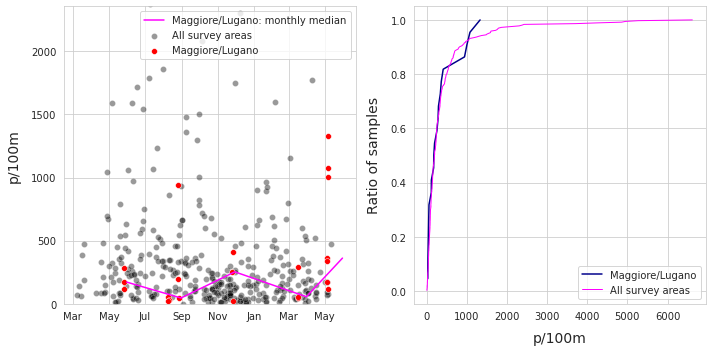 Maggiore/Lugano: monthly median
All survey areas
Maggiore/Lugano
p/100m
2000
1500
1000
500
0
Mar May Jul Sep Nov Jan Mar May
Ratio of samples
1.0
0.8
0.6
0.4
0.2
0.0
Maggiore/Lugano
All survey areas
0 1000 2000 3000 4000 5000 6000
p/100m